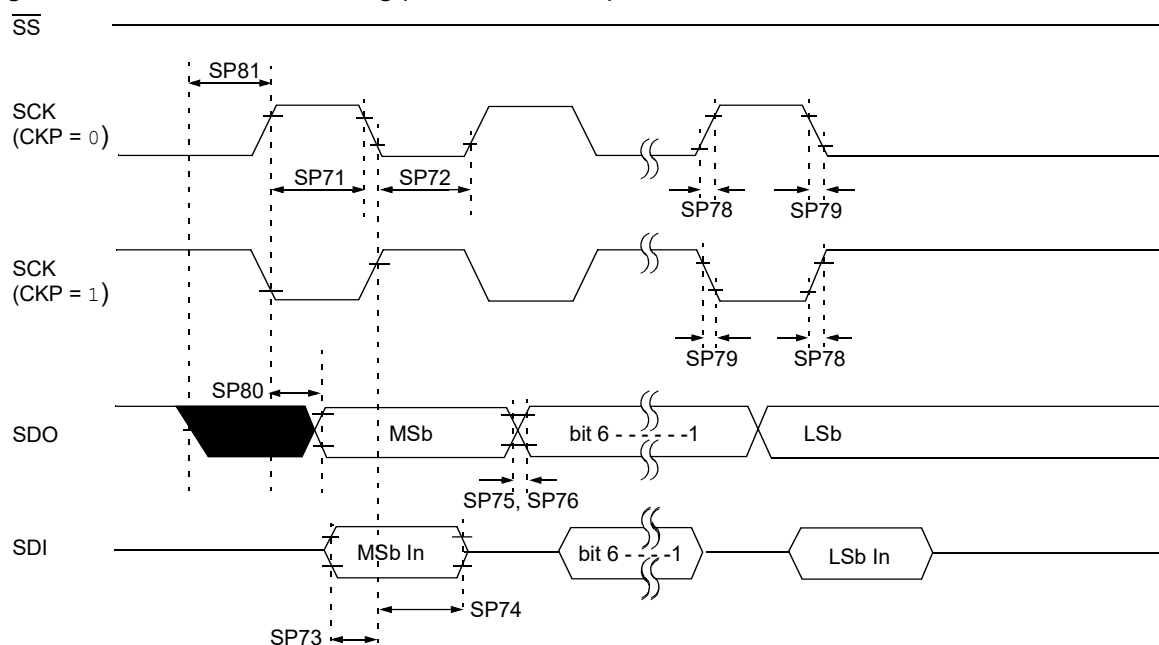 SS
SP81
SCK
(CKP = 0)
SP71
SP72
SP78
SP79
SCK
(CKP = 1)
SP79
SP78
SP80
SDO
MSb
bit 6 - - - - - -1
LSb
SP75, SP76
SDI
MSb In
bit 6 - - - -1
LSb In
SP74
SP73